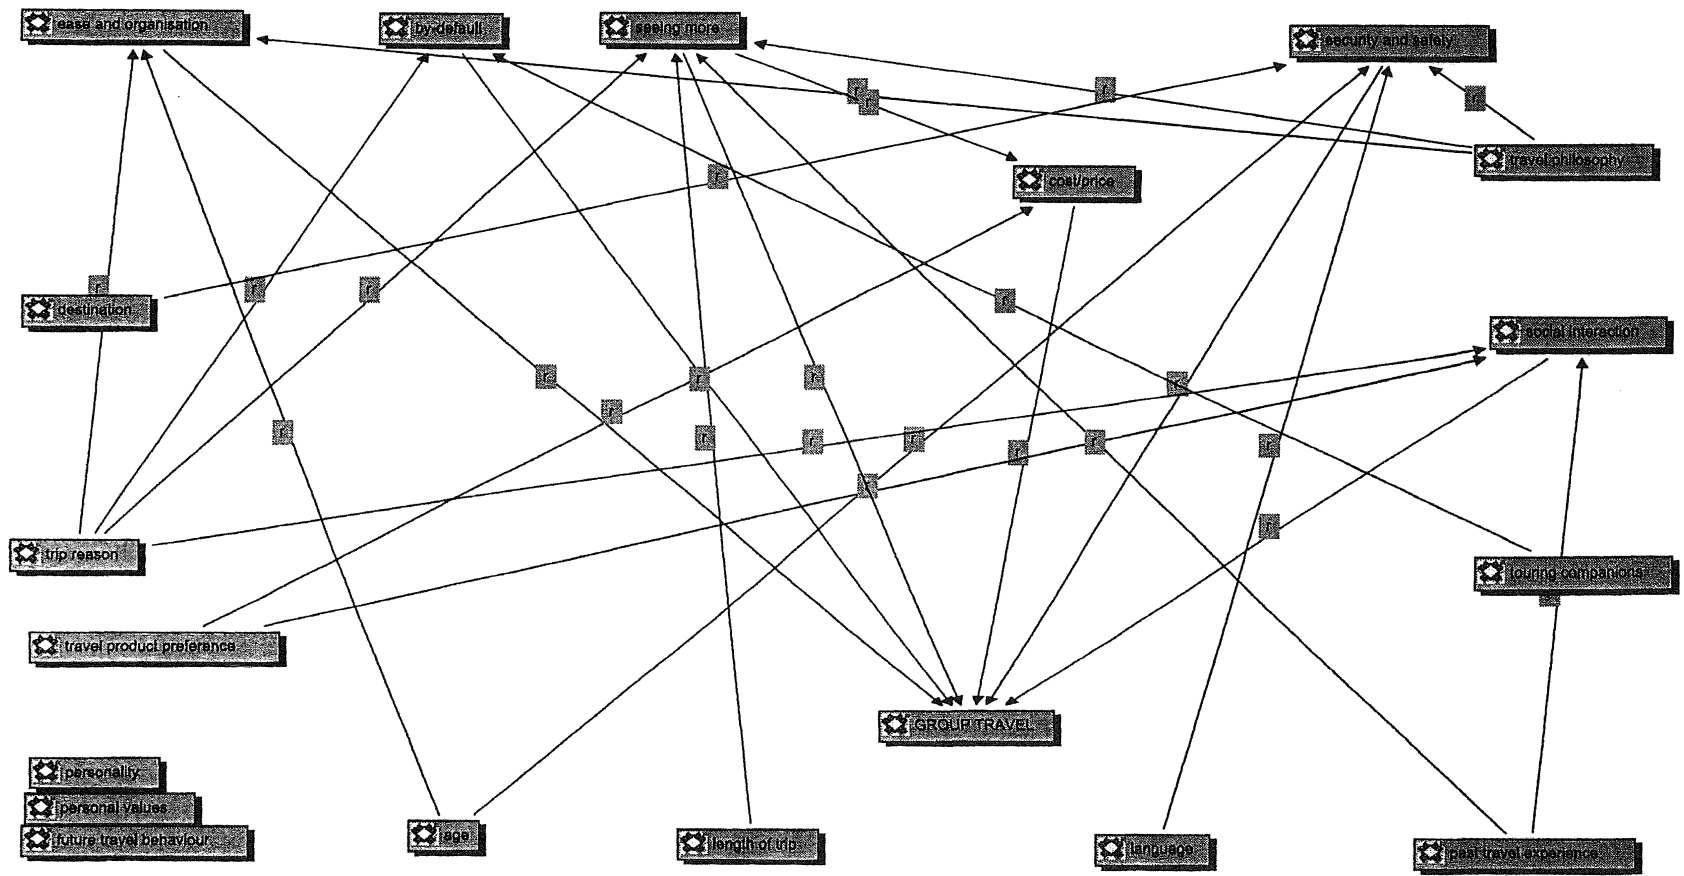 ease and organisation
by-default
seeing more
security and safety
r
r
r
r
travel philosophy
r
cost/price
r
r
r
r
destination
social interaction
r
r
r
r
r
r
r
r
r
r
r
r
r
r
trip reason
touring companions
travel product preference
GROUP TRAVEL
personality
personal values
future travel behaviour
age
length of trip
language
past travel experience